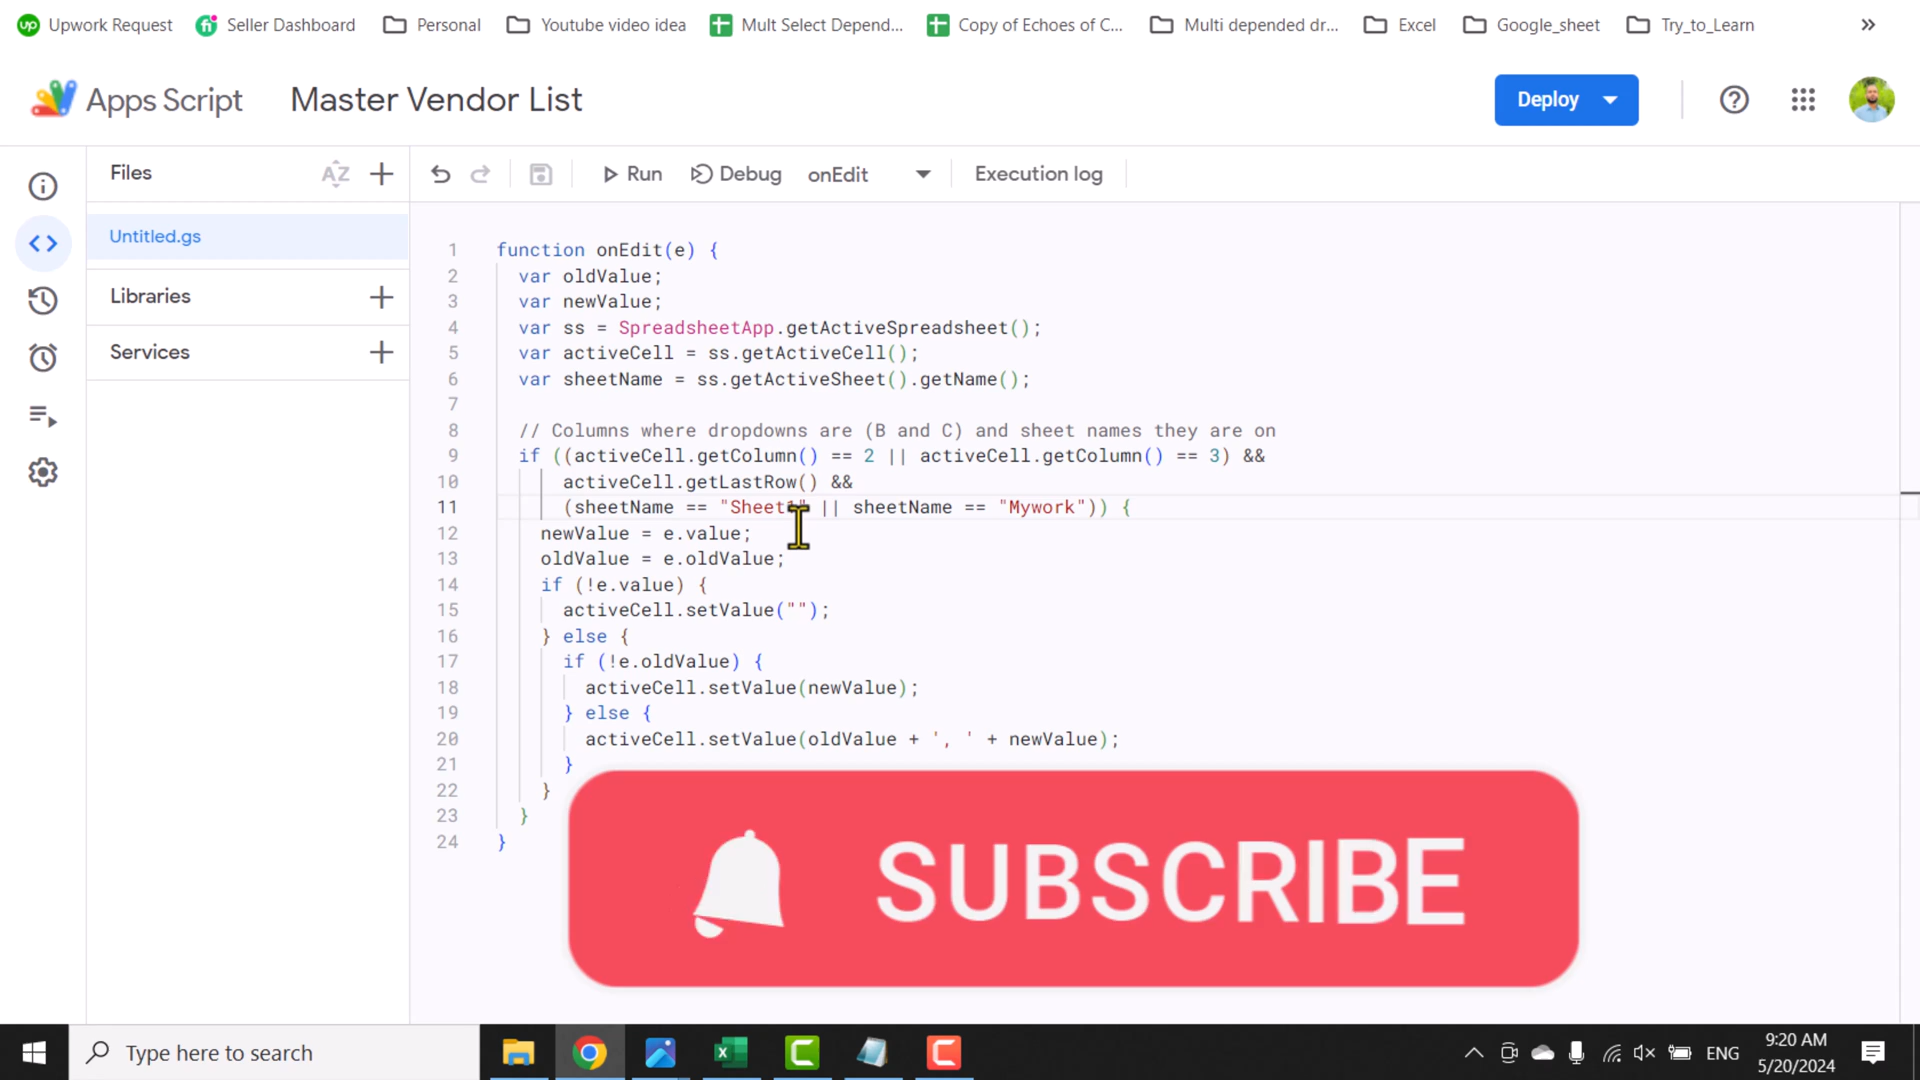 Upwork Request Seller Dashboard Personal Youtube video idea Mult Select Depend... Copy of Echoes of C... Multi depended dr... Excel Google_sheet Try_to_Learn »
Apps Script Master Vendor List Deploy
Files AZ Run Debug onEdit Execution log
Untitled.gs
Libraries
Services
1 function onEdit(e) {
2 var oldValue;
3 var newValue;
4 var ss = SpreadsheetApp.getActiveSpreadsheet();
5 var activeCell = ss.getActiveCell();
6 var sheetName = ss.getActiveSheet().getName();
7
8 // Columns where dropdowns are (B and C) and sheet names they are on
9 if ((activeCell.getColumn() == 2 || activeCell.getColumn() == 3) &&
10 activeCell.getLastRow() &&
11 (sheetName == "Sheet1" || sheetName == "Mywork")) {
12 newValue = e.value;
13 oldValue = e.oldValue;
14 if (!e.value) {
15 activeCell.setValue("");
16 } else {
17 if (!e.oldValue) {
18 activeCell.setValue(newValue);
19 } else {
20 activeCell.setValue(oldValue + ', ' + newValue);
21 }
22 }
23 }
24 }
SUBSCRIBE
Type here to search
ENG
9:20 AM
5/20/2024